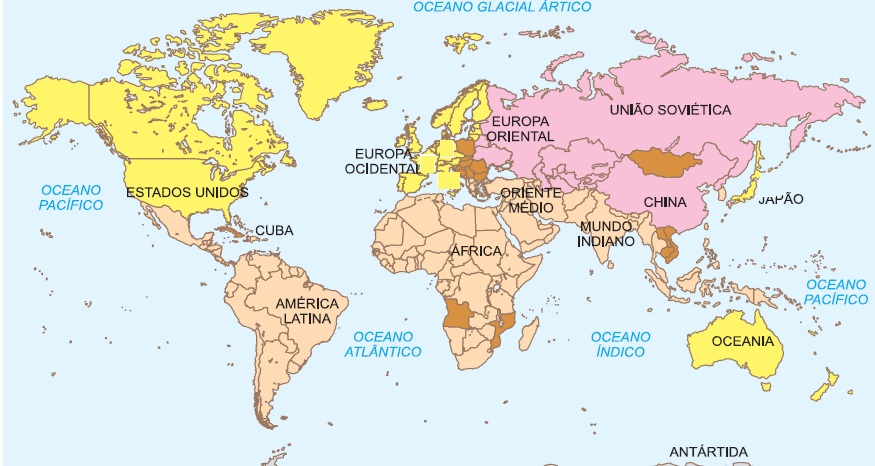 OCEANO GLACIAL ÁRTICO
UNIÃO SOVIÉTICA
EUROPA
ORIENTAL
EUROPA
OCIDENTAL
ESTADOS UNIDOS
OCEANO
PACÍFICO
ORIENTE
MÉDIO
CHINA
JAPÃO
CUBA
MUNDO
INDIANO
ÁFRICA
AMÉRICA
LATINA
OCEANO
PACÍFICO
OCEANO
ATLÂNTICO
OCEANO
ÍNDICO
OCEANIA
ANTÁRTIDA